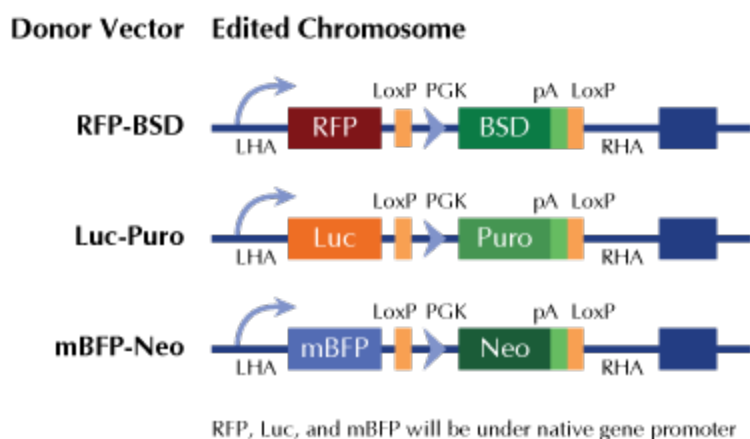 Donor Vector Edited Chromosome
LoxP PGK pA LoxP
RFP-BSD RFP BSD
LHA RHA
LoxP PGK pA LoxP
Luc-Puro Luc Puro
LHA RHA
LoxP PGK pA LoxP
mBFP-Neo mBFP Neo
LHA RHA
RFP, Luc, and mBFP will be under native gene promoter